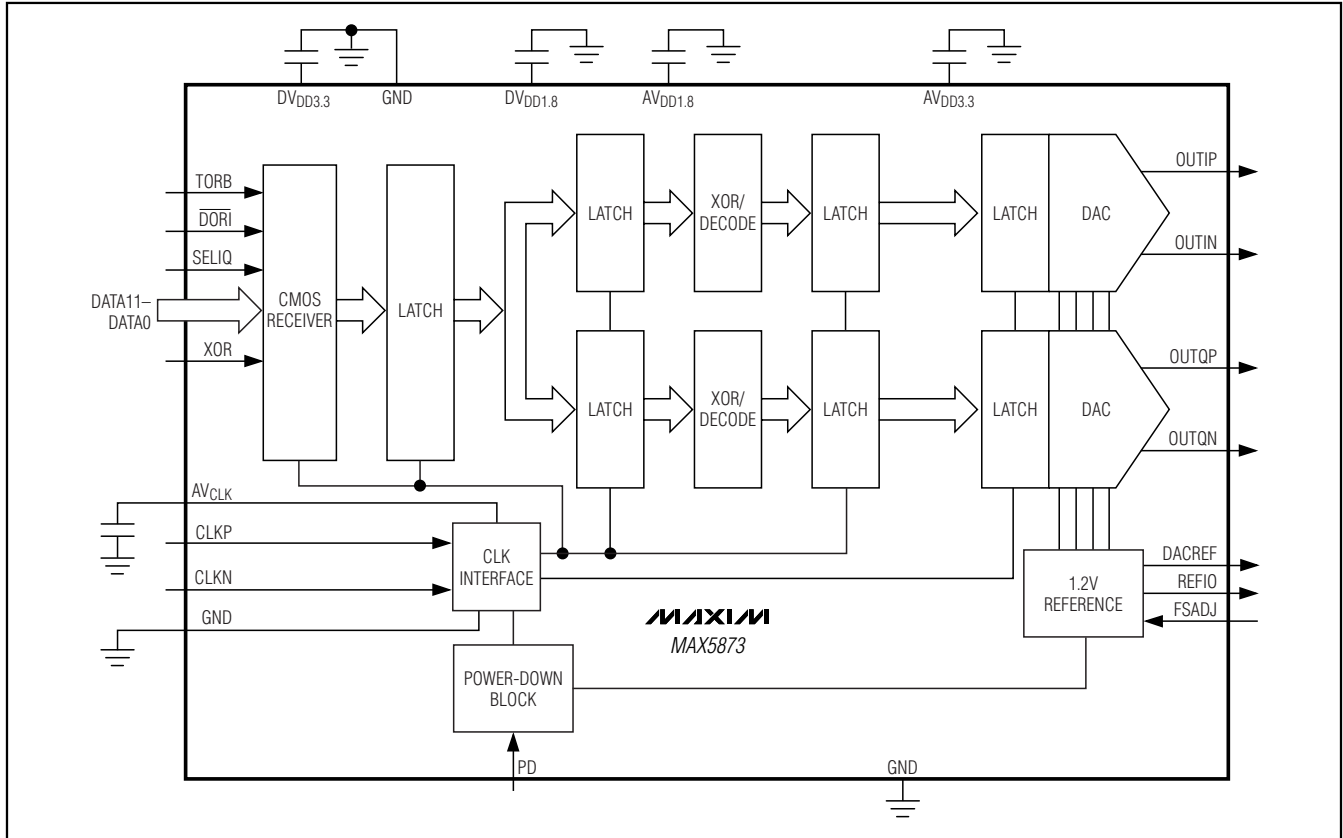 DVDD3.3 GND DVDD1.8 AVDD1.8 AVDD3.3
TORB
DORI
SELIQ
DATA11–
DATA0
XOR
CMOS
RECEIVER
LATCH
LATCH
XOR/
DECODE
LATCH
LATCH
DAC
OUTIP
OUTIN
LATCH
XOR/
DECODE
LATCH
LATCH
DAC
OUTQP
OUTQN
AVCLK
CLKP
CLKN
GND
CLK
INTERFACE
1.2V
REFERENCE
DACREF
REFIO
FSADJ
MAXIM
MAX5873
POWER-DOWN
BLOCK
PD
GND